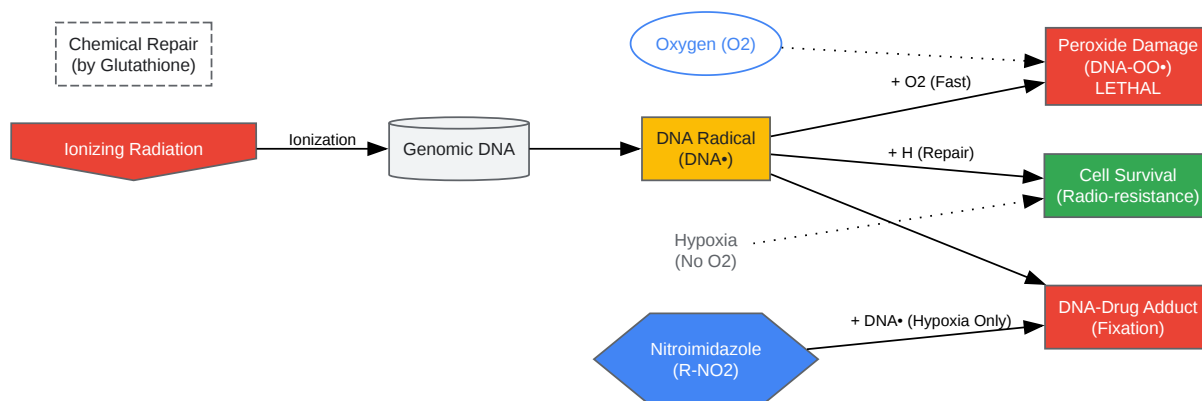 Chemical Repair
(by Glutathione)
Ionizing Radiation
Ionization
Genomic DNA
Oxygen (O2)
DNA Radical
(DNA•)
Hypoxia
(No O2)
Nitroimidazole
(R-NO2)
+ O2 (Fast)
+ H (Repair)
+ DNA• (Hypoxia Only)
Peroxide Damage
(DNA-OO•)
LETHAL
Cell Survival
(Radio-resistance)
DNA-Drug Adduct
(Fixation)